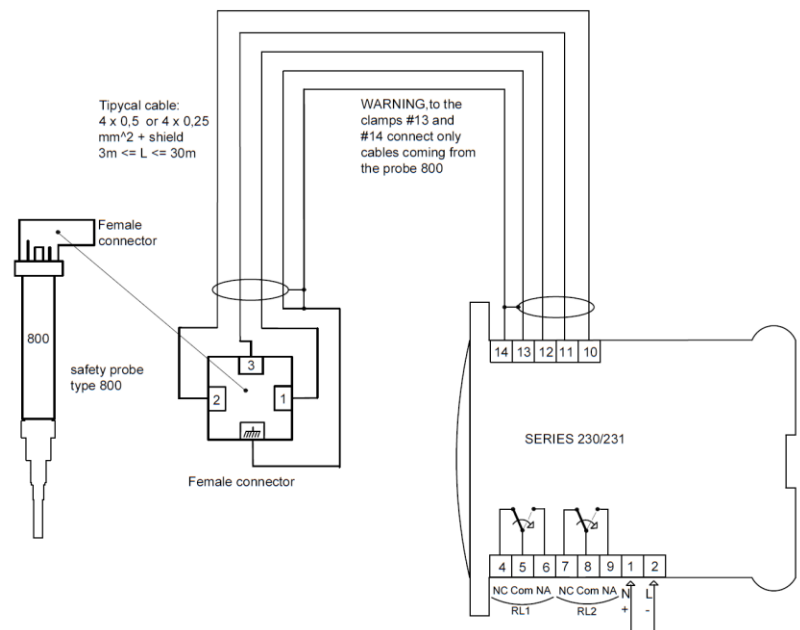 Tipycal cable:
4 x 0,5 or 4 x 0,25
mm^2 + shield
3m <= L <= 30m
WARNING,to the
clamps #13 and
#14 connect only
cables coming from
the probe 800
Female
connector
800
safety probe
type 800
3
2
1
Female connector
14 13 12 11 10
SERIES 230/231
4 5 6 7 8 9 1 2
NC Com NA NC Com NA N L
RL1 RL2 + -